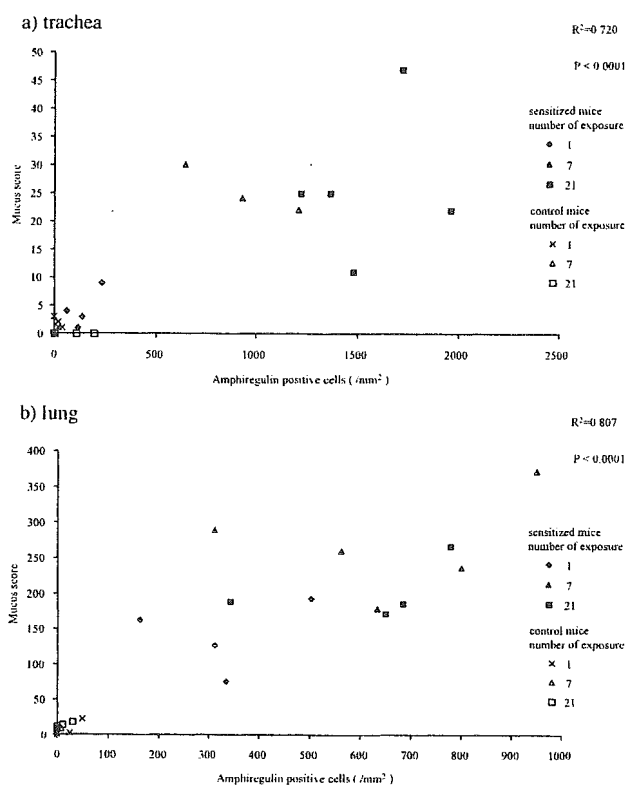 a) trachea
R²=0 720
P < 0 0001
50
45
40
35
30
25
20
15
10
5
0
Mucus score
0 500 1000 1500 2000 2500
Amphiregulin positive cells ( /mm² )
sensitized mice
number of exposure
1
7
21
control mice
number of exposure
1
7
21
b) lung
R²=0 807
P < 0.0001
400
350
300
250
200
150
100
50
0
Mucus score
0 100 200 300 400 500 600 700 800 900 1000
Amphiregulin positive cells ( /mm² )
sensitized mice
number of exposure
1
7
21
control mice
number of exposure
1
7
21